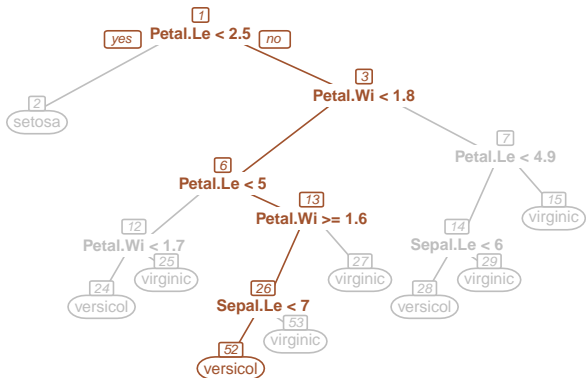 1
Petal.Le < 2.5
yes
no
2
setosa
3
Petal.Wi < 1.8
6
Petal.Le < 5
7
Petal.Le < 4.9
12
Petal.Wi < 1.7
13
Petal.Wi >= 1.6
14
Sepal.Le < 6
15
virginic
24
versicol
25
virginic
26
Sepal.Le < 7
27
virginic
28
versicol
29
virginic
52
versicol
53
virginic